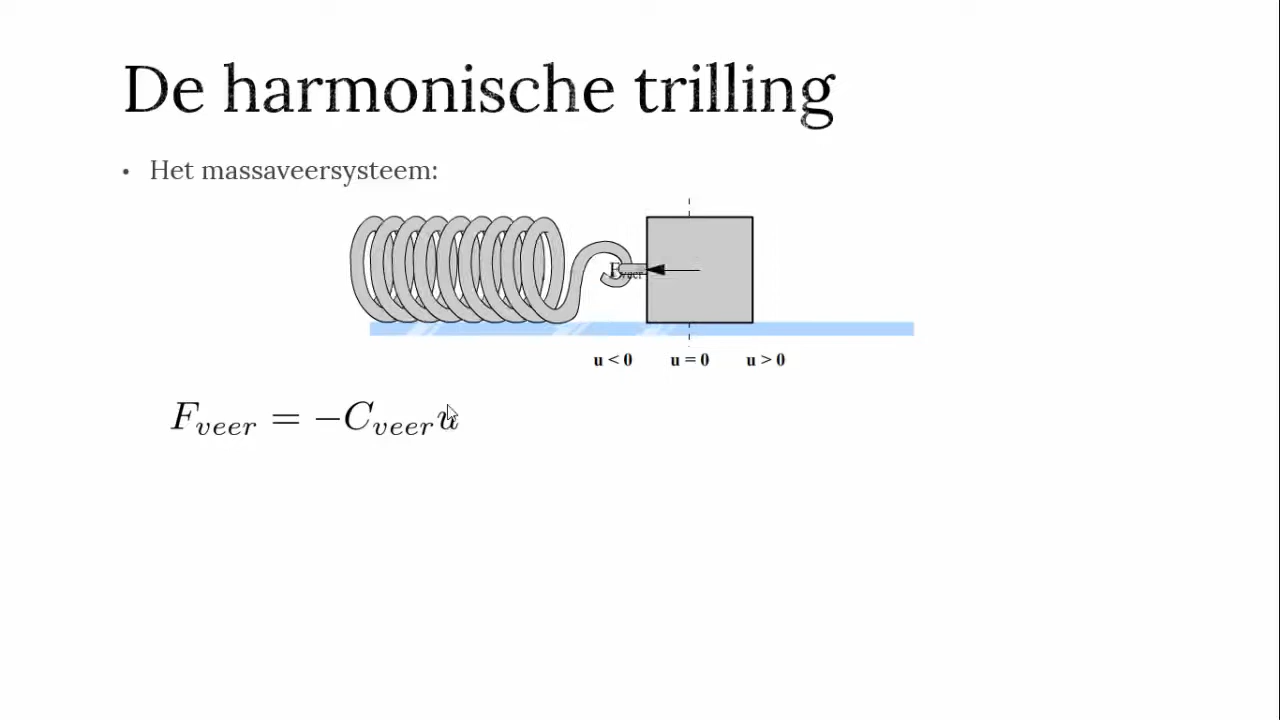 De harmonische trilling
• Het massaveersysteem:
F_veer
u < 0 u = 0 u > 0
F_veer = −C_veer u